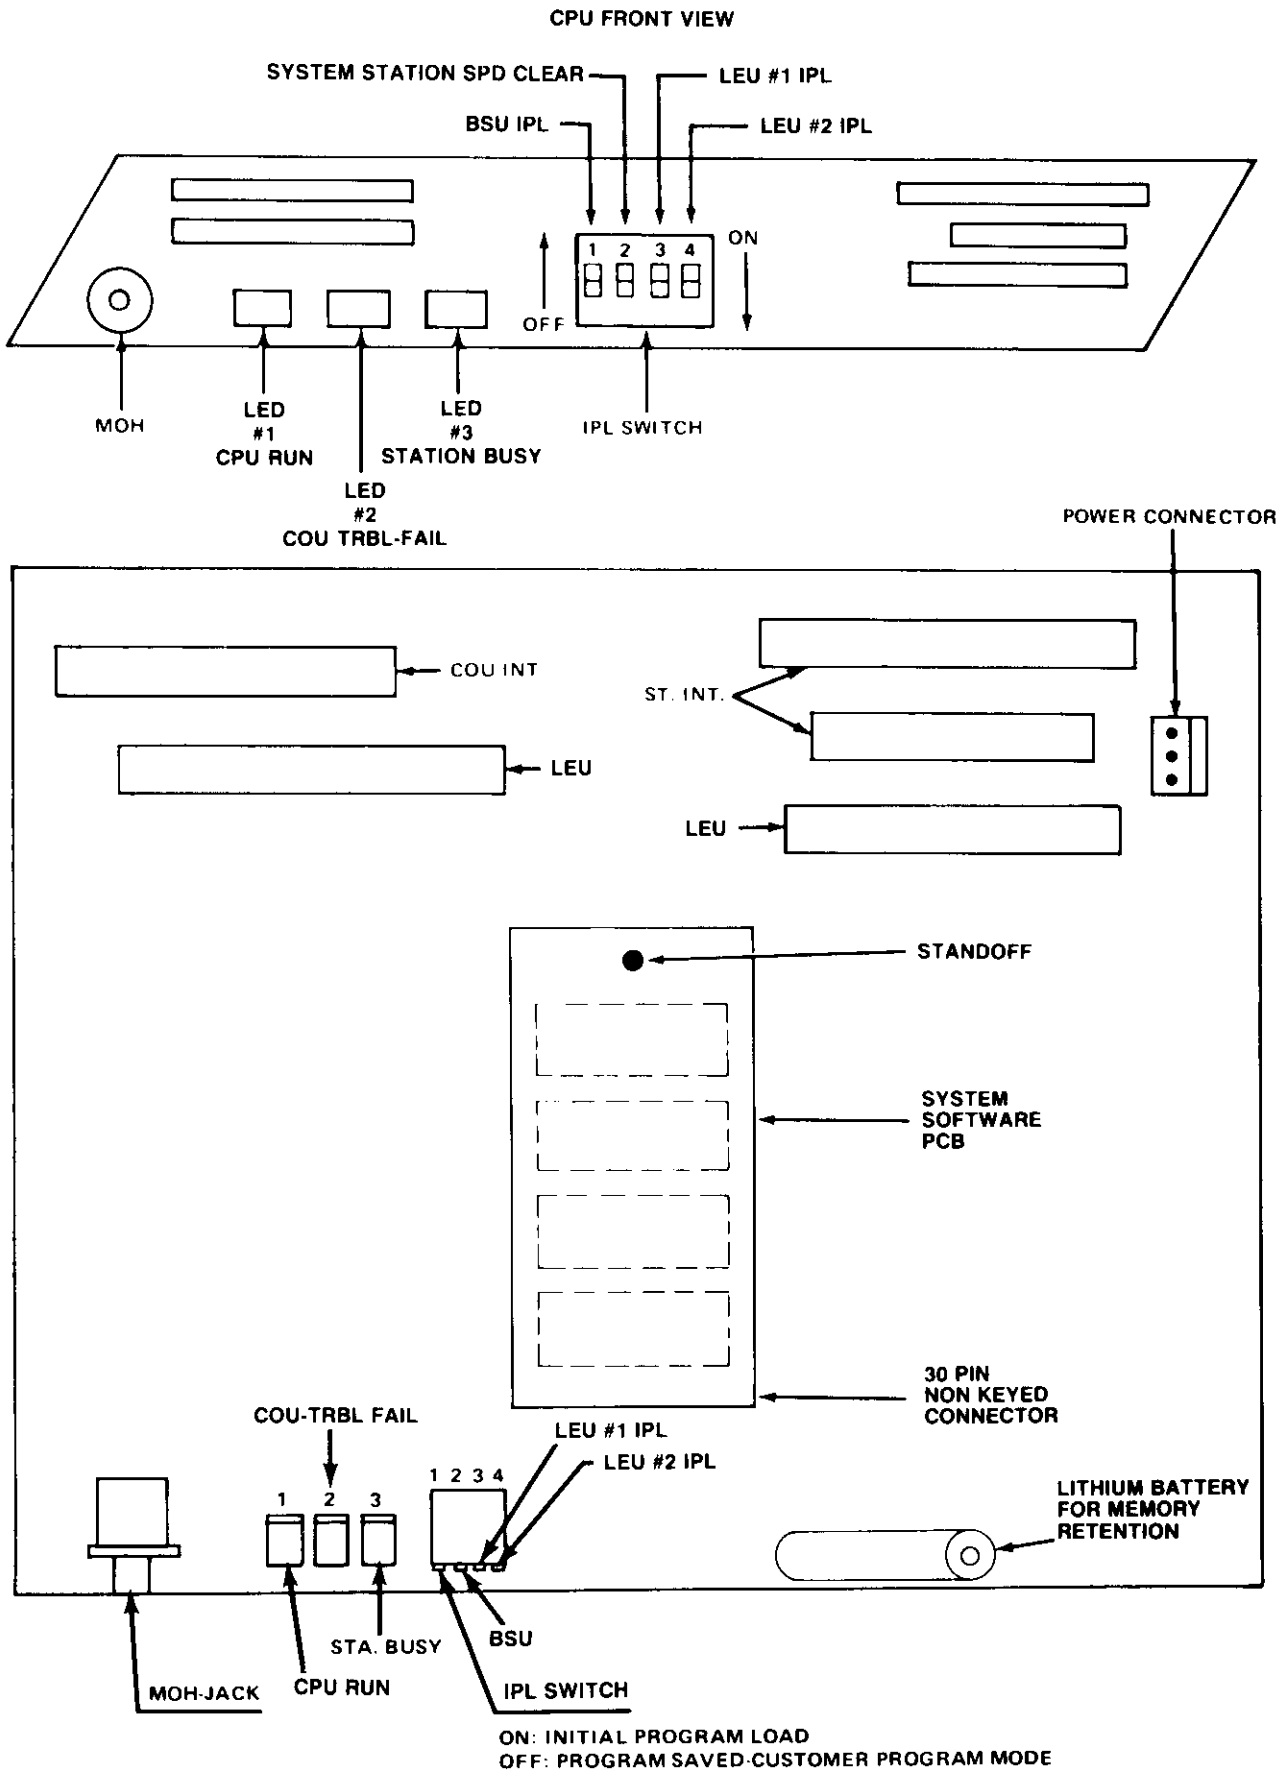 CPU FRONT VIEW
SYSTEM STATION SPD CLEAR
LEU #1 IPL
BSU IPL
LEU #2 IPL
1 2 3 4
ON
OFF
MOH
LED
#1
CPU RUN
LED
#2
COU TRBL-FAIL
LED
#3
STATION BUSY
IPL SWITCH
POWER CONNECTOR
COU INT
ST. INT.
LEU
LEU
STANDOFF
SYSTEM
SOFTWARE
PCB
30 PIN
NON KEYED
CONNECTOR
COU-TRBL FAIL
LEU #1 IPL
LEU #2 IPL
1 2 3
1 2 3 4
LITHIUM BATTERY
FOR MEMORY
RETENTION
STA. BUSY
BSU
MOH-JACK
CPU RUN
IPL SWITCH
ON: INITIAL PROGRAM LOAD
OFF: PROGRAM SAVED-CUSTOMER PROGRAM MODE